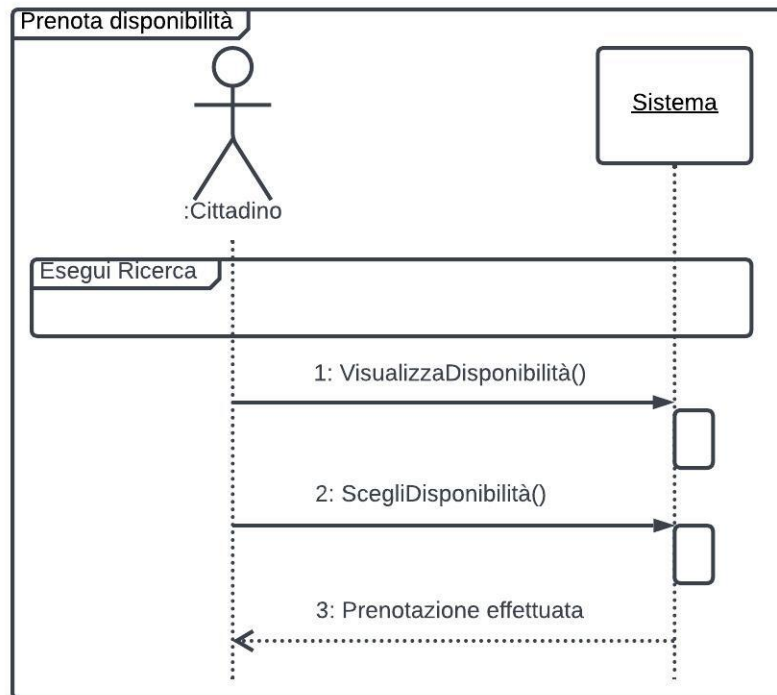 Prenota disponibilità
Sistema
:Cittadino
Esegui Ricerca
1: VisualizzaDisponibilità()
2: ScegliDisponibilità()
3: Prenotazione effettuata